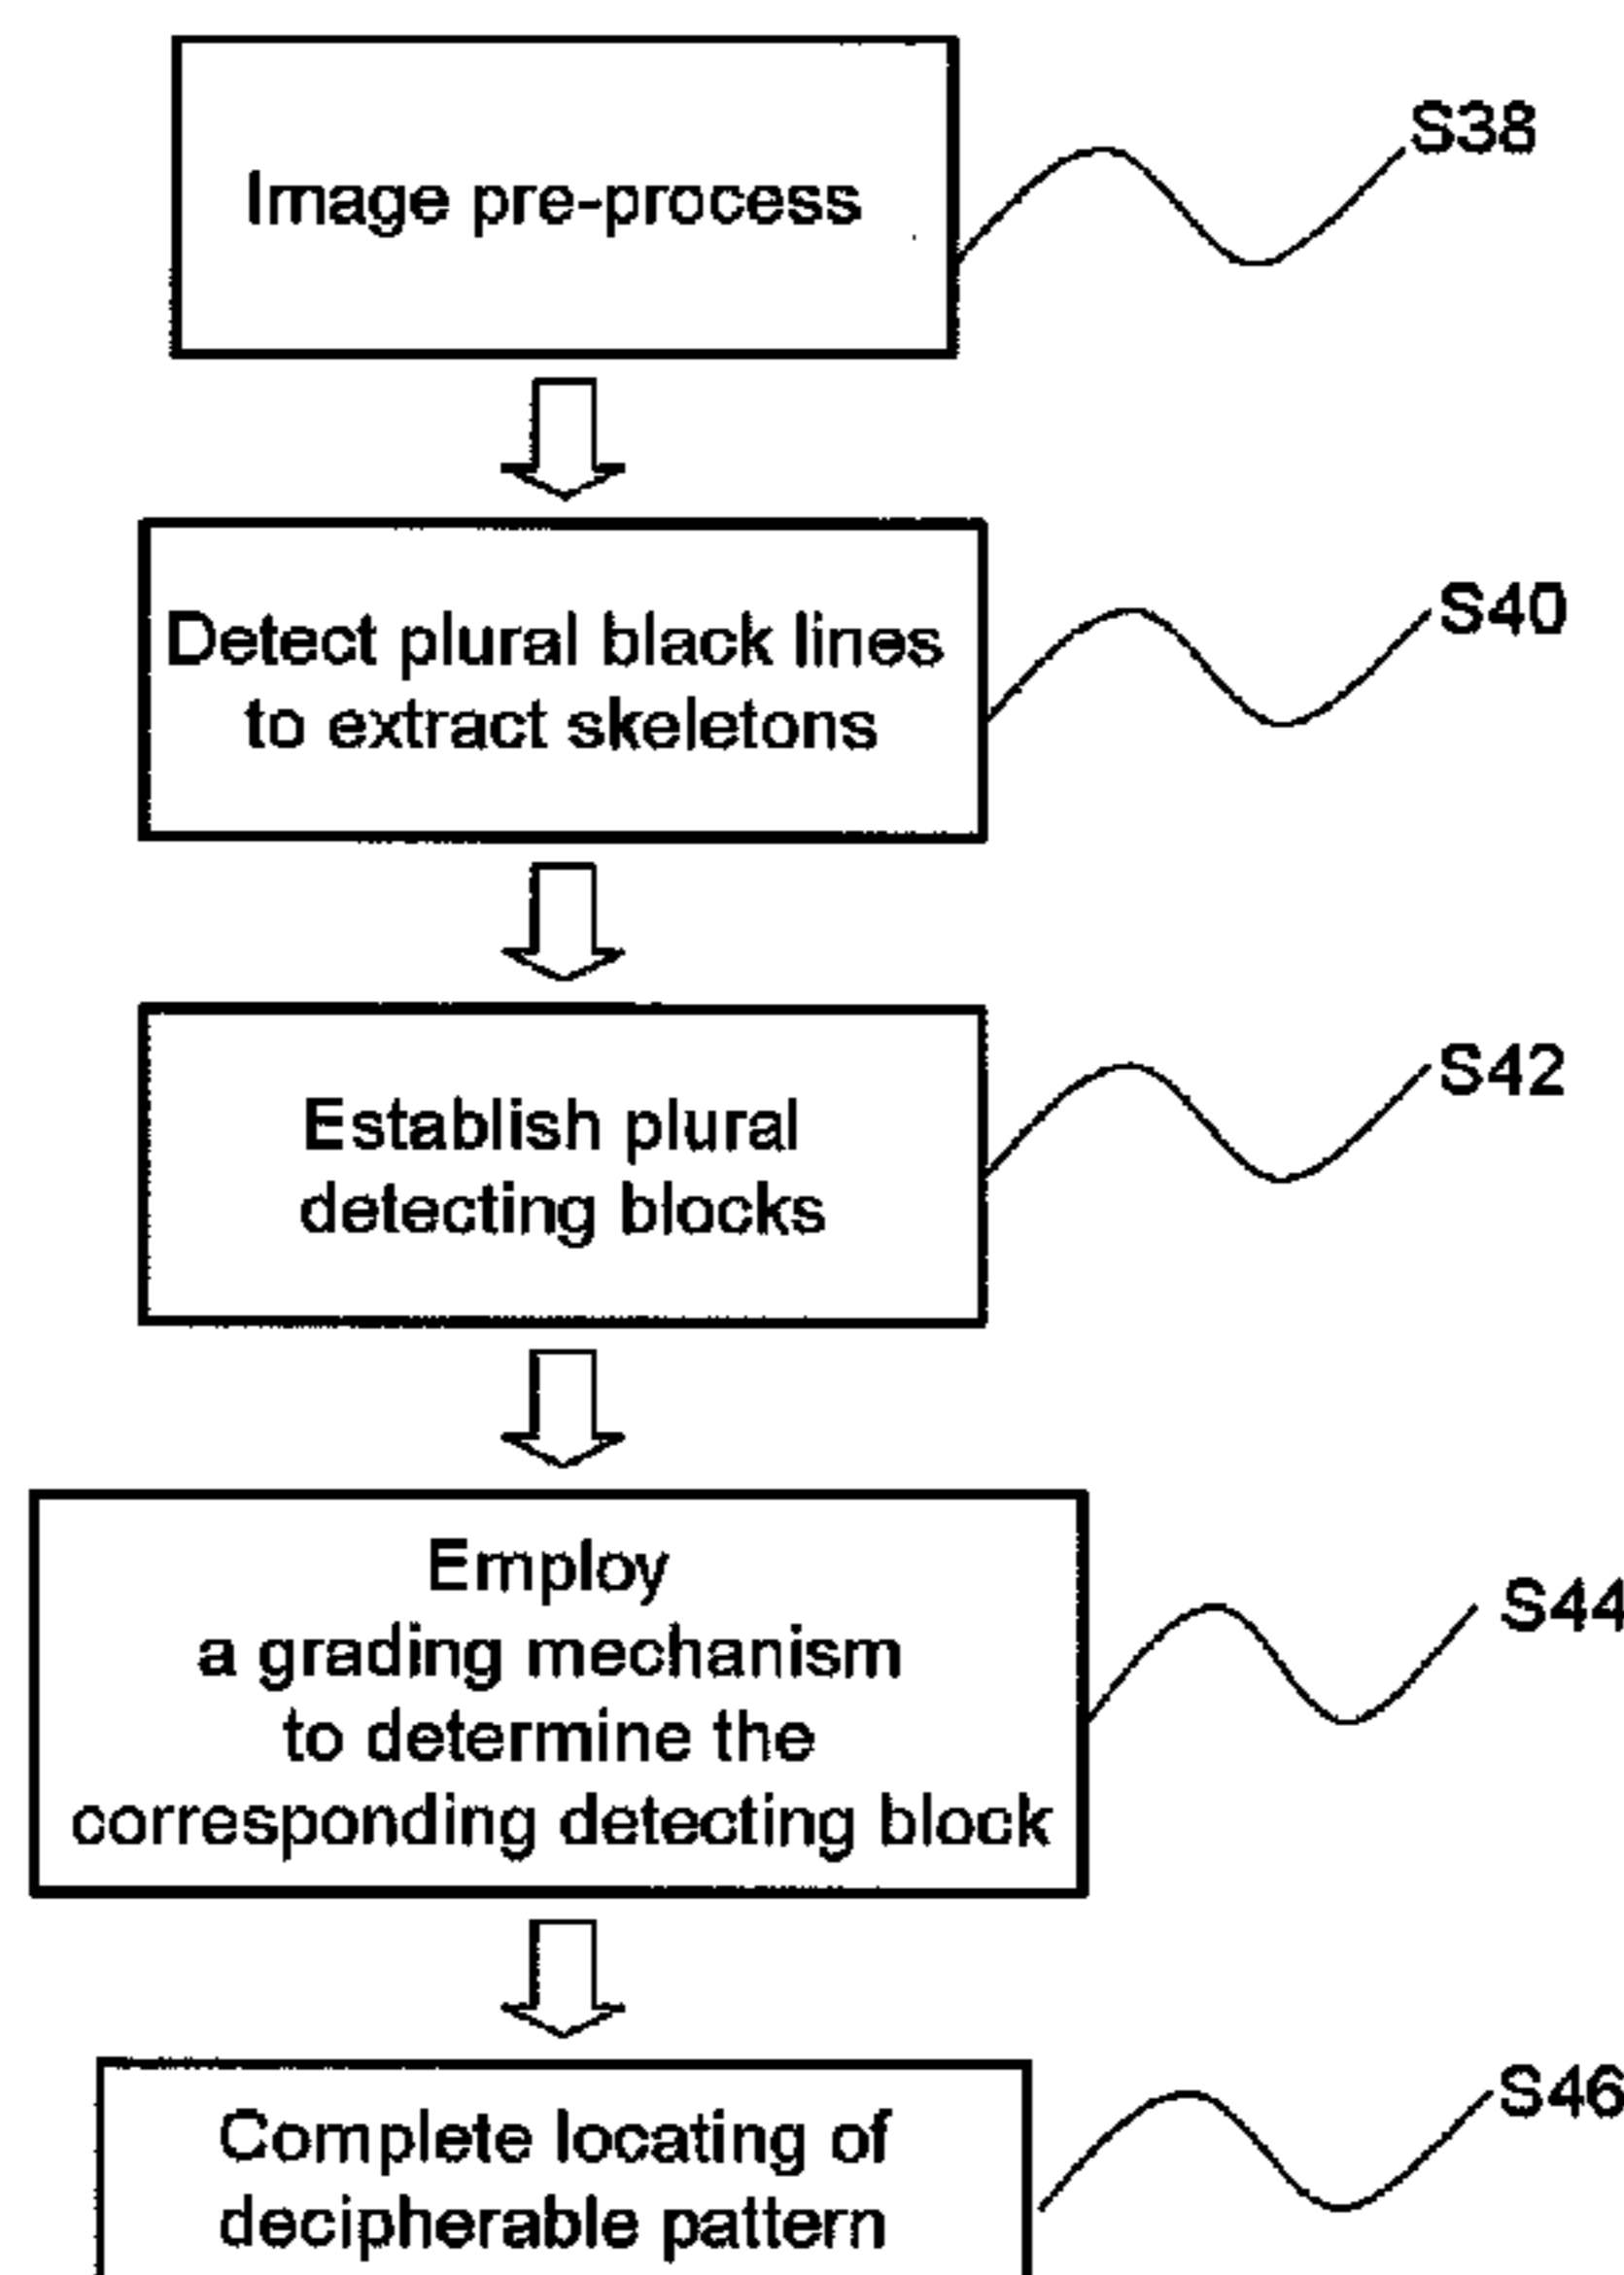 Image pre-process
S38
Detect plural black lines
to extract skeletons
S40
Establish plural
detecting blocks
S42
Employ
a grading mechanism
to determine the
corresponding detecting block
S44
Complete locating of
decipherable pattern
S46